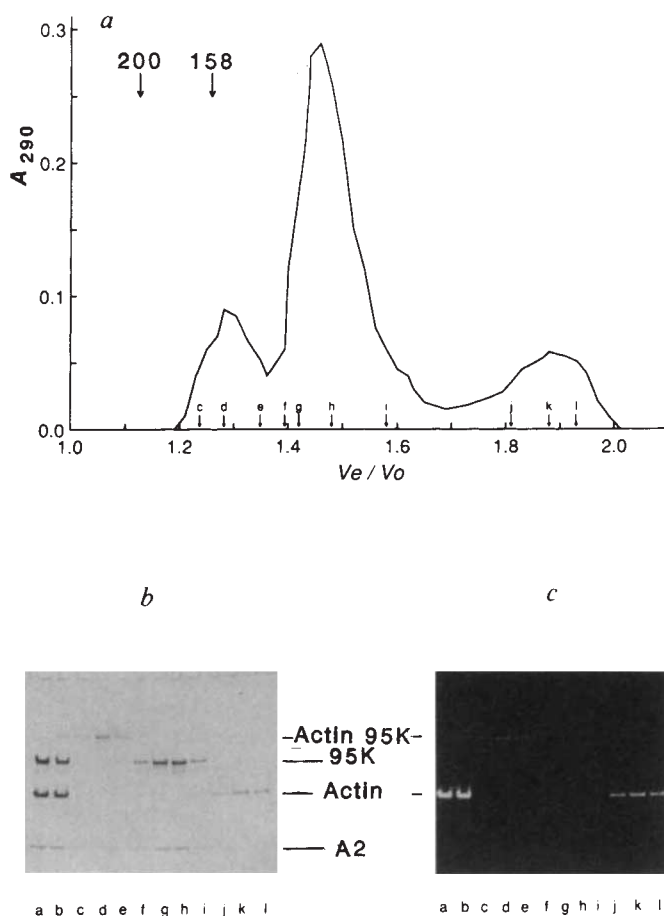 a
0.3
200 158
0.2
A290
0.1
c d e f g h i j k l
0.0
1.0 1.2 1.4 1.6 1.8 2.0
Ve / Vo
b c
Actin 95K
95K
Actin
A2
a b c d e f g h i j k l
a b c d e f g h i j k l